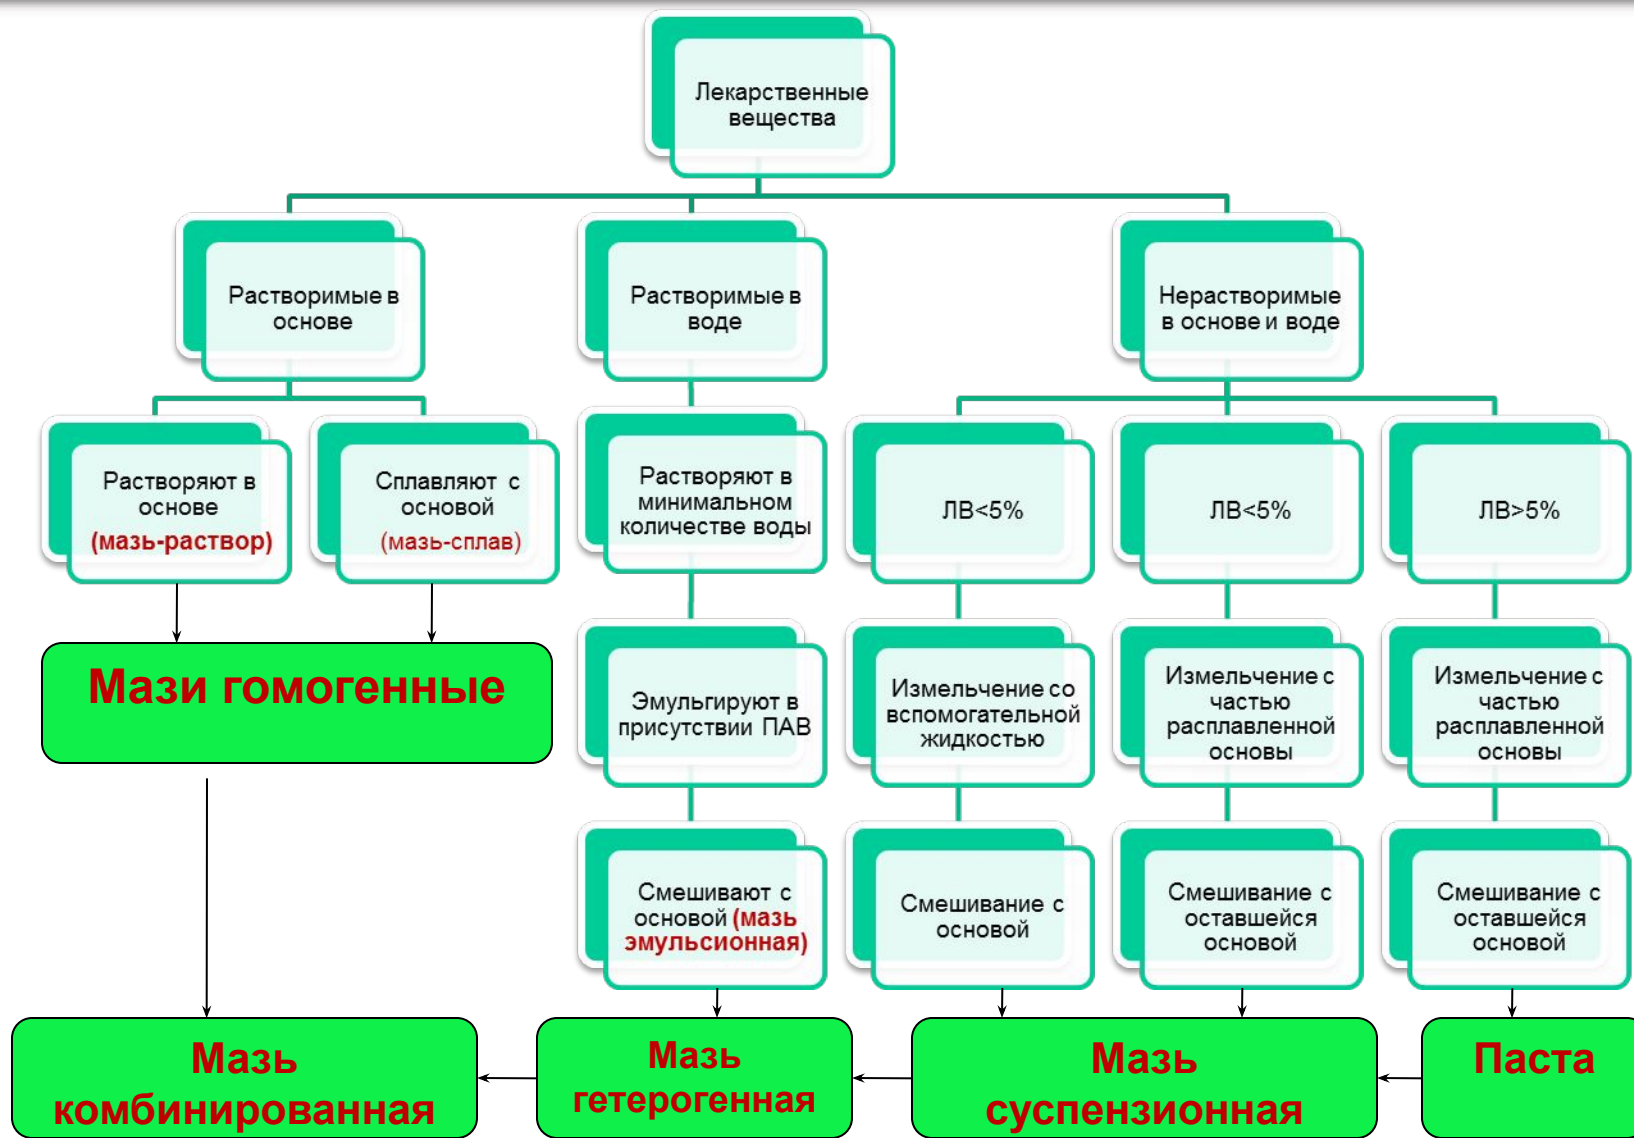 Лекарственные
вещества
Растворимые в
основе
Растворимые в
воде
Нерастворимые
в основе и воде
Растворяют в
основе
(мазь-раствор)
Сплавляют с
основой
(мазь-сплав)
Растворяют в
минимальном
количестве воды
ЛВ<5%
ЛВ<5%
ЛВ>5%
Мази гомогенные
Эмульгируют в
присутствии ПАВ
Измельчение со
вспомогательной
жидкостью
Измельчение с
частью
расплавленной
основы
Измельчение с
частью
расплавленной
основы
Смешивают с
основой (мазь
эмульсионная)
Смешивание с
основой
Смешивание с
оставшейся
основой
Смешивание с
оставшейся
основой
Мазь
комбинированная
Мазь
гетерогенная
Мазь
суспензионная
Паста